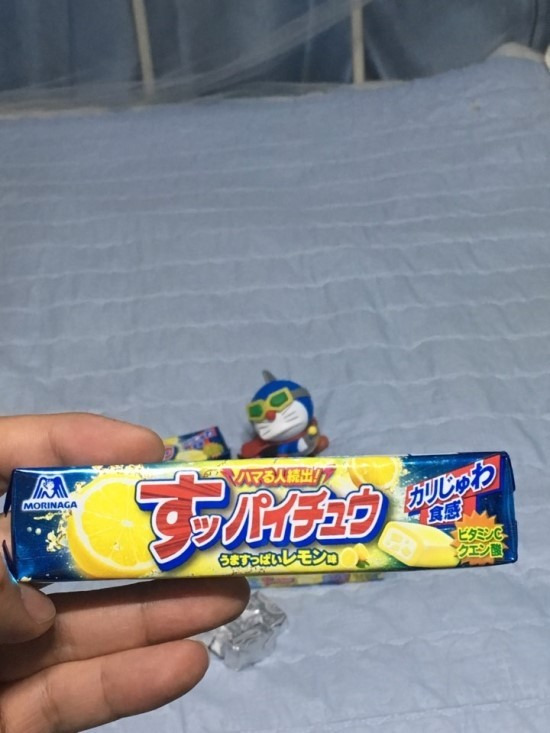 ハマる人続出!
MORINAGA
すッパイチュウ
うますっぱいレモン味
カリじゅわ
食感
ビタミンC
クエン酸